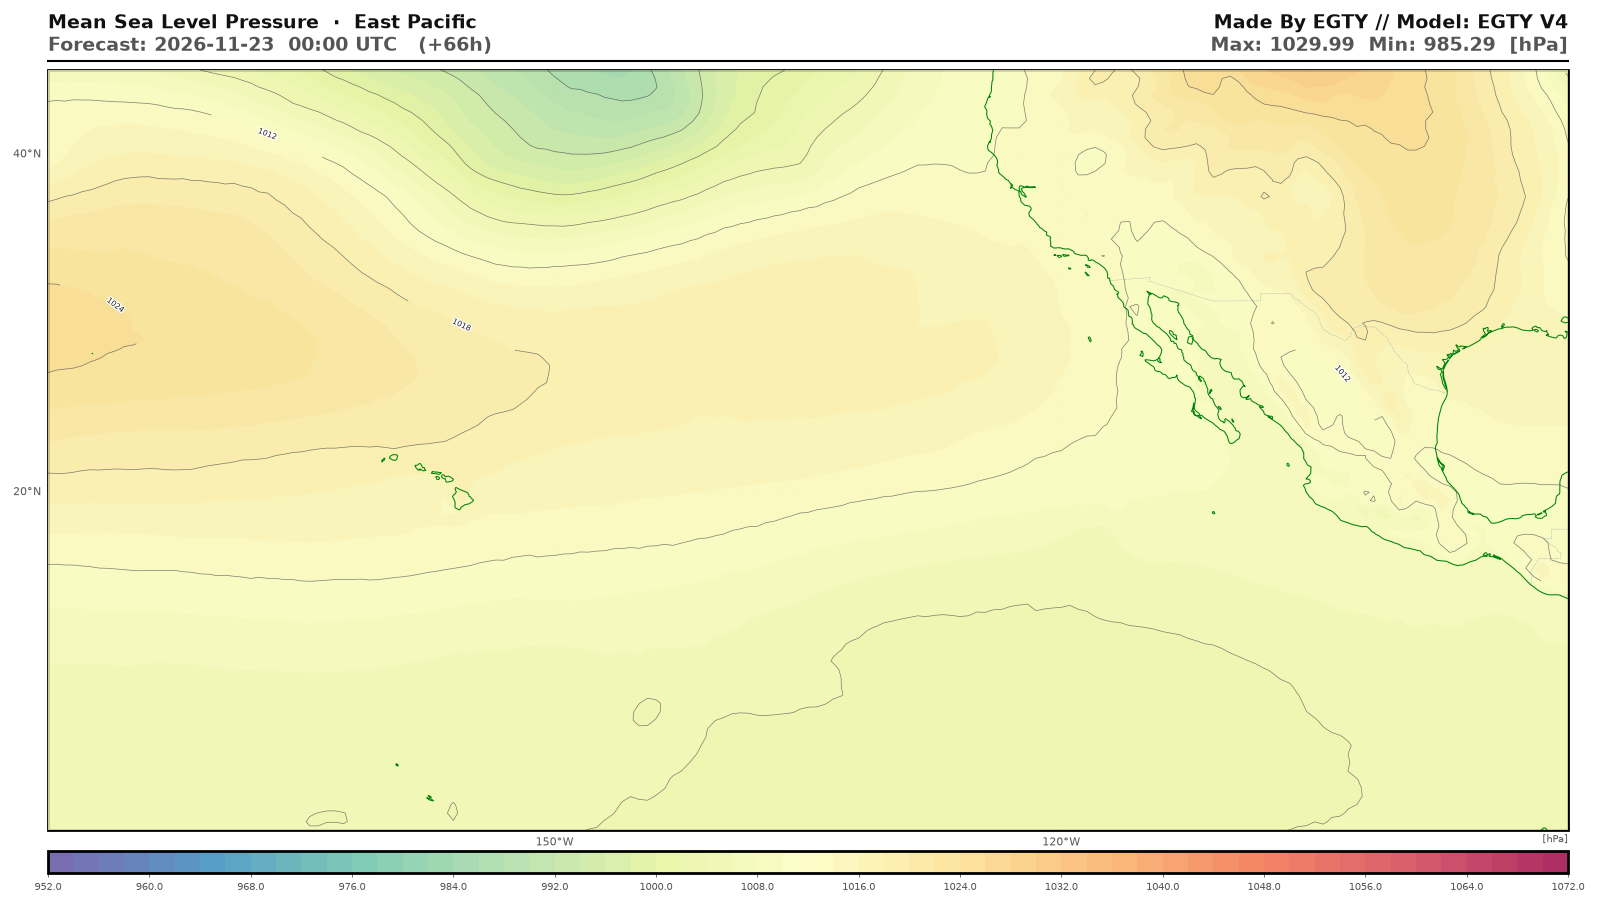 Mean Sea Level Pressure · East Pacific
Made By EGTY // Model: EGTY V4
Forecast: 2026-11-23 00:00 UTC (+66h)
Max: 1029.99 Min: 985.29 [hPa]
1012
40°N
1024
1018
1012
20°N
150°W
120°W
[hPa]
952.0 960.0 968.0 976.0 984.0 992.0 1000.0 1008.0 1016.0 1024.0 1032.0 1040.0 1048.0 1056.0 1064.0 1072.0